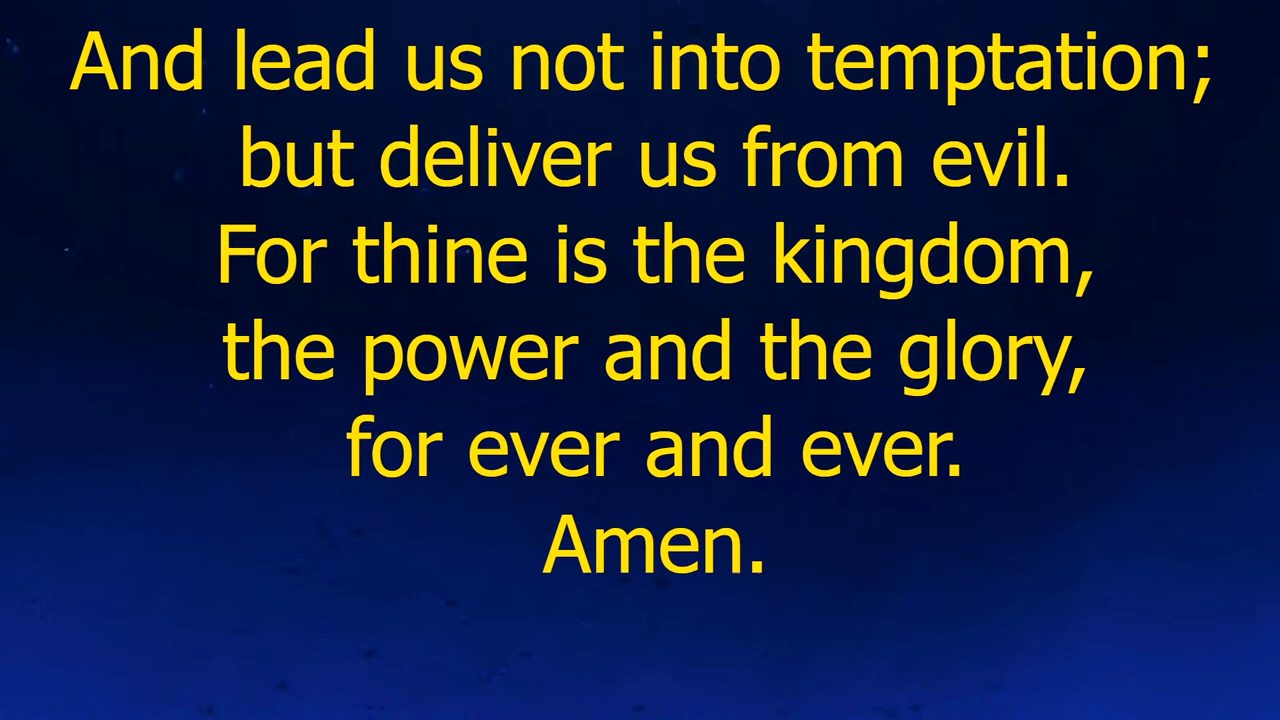 And lead us not into temptation;
but deliver us from evil.
For thine is the kingdom,
the power and the glory,
for ever and ever.
Amen.